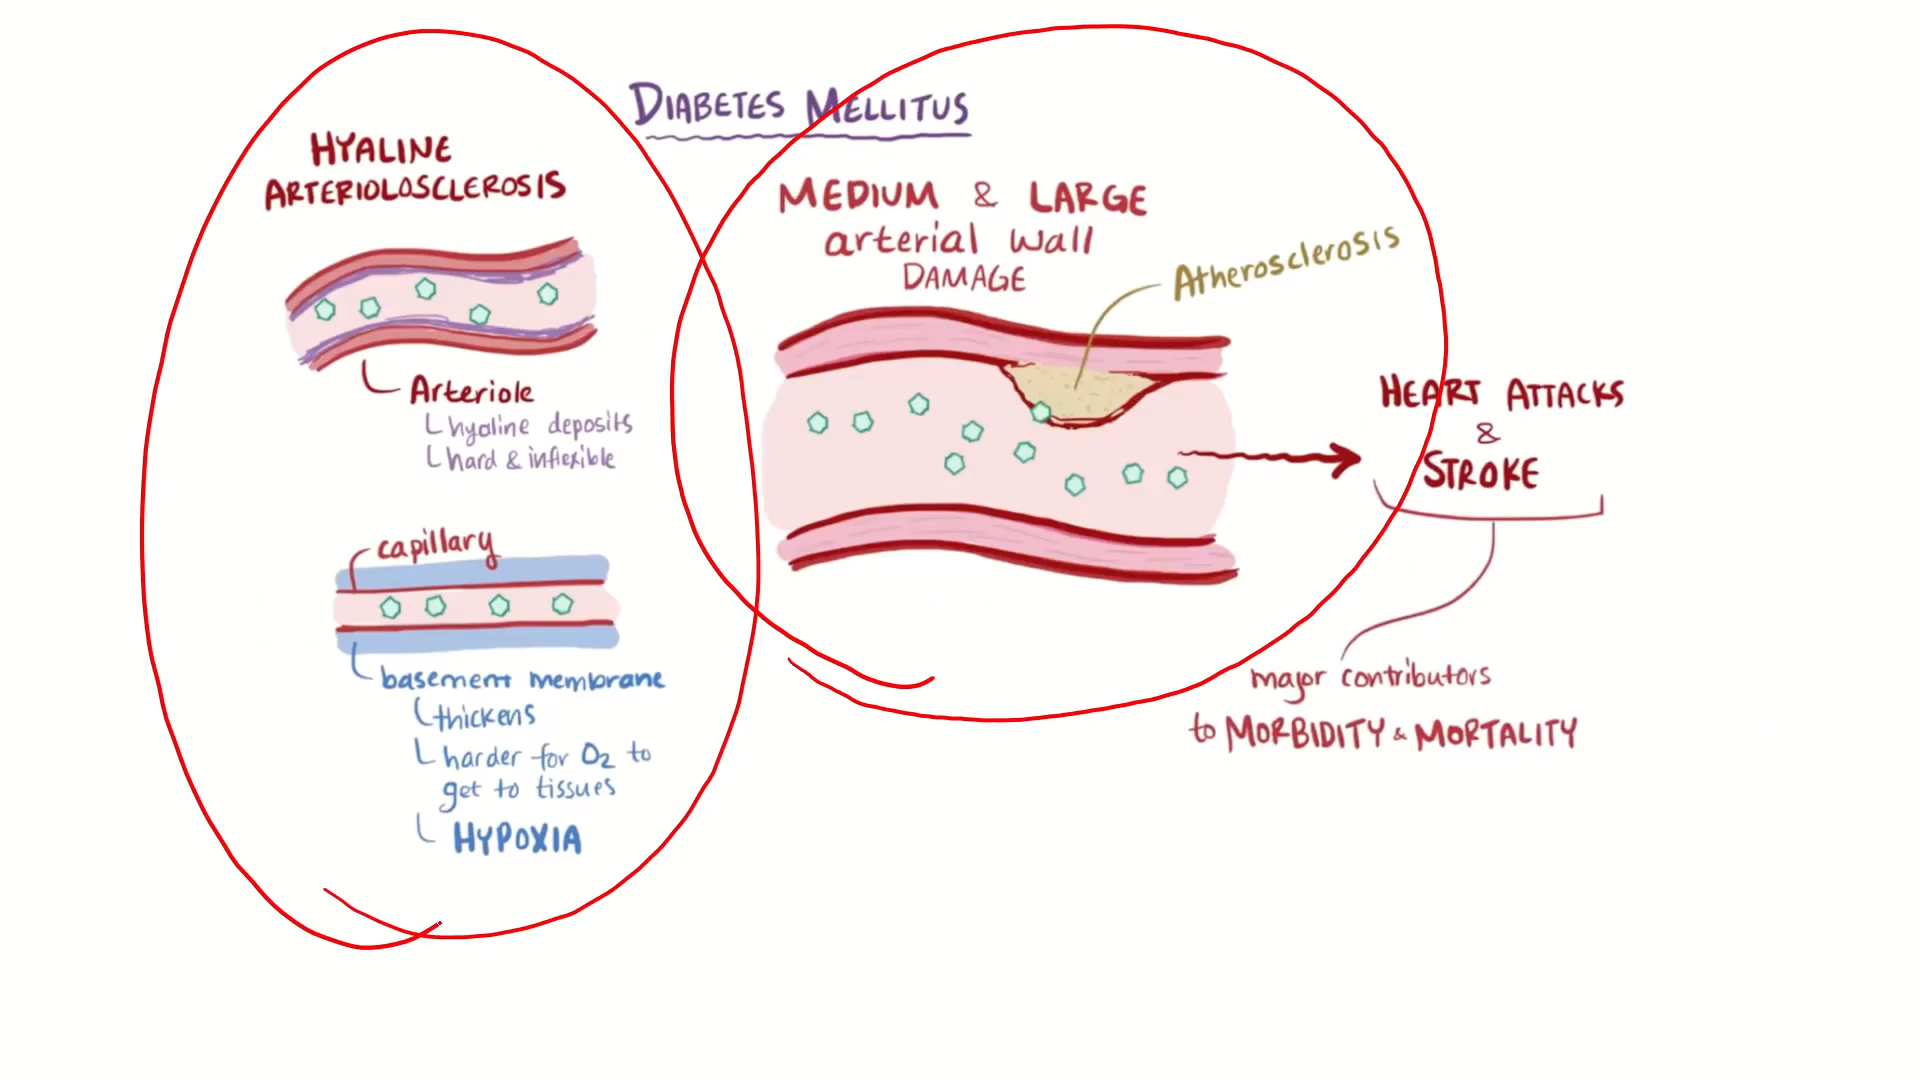 DIABETES MELLITUS
HYALINE
ARTERIOLOSCLEROSIS
Arteriole
hyaline deposits
hard & inflexible
capillary
basement membrane
thickens
harder for O2 to
get to tissues
HYPOXIA
MEDIUM & LARGE
arterial wall
DAMAGE
Atherosclerosis
HEART ATTACKS
&
STROKE
major contributors
to MORBIDITY & MORTALITY